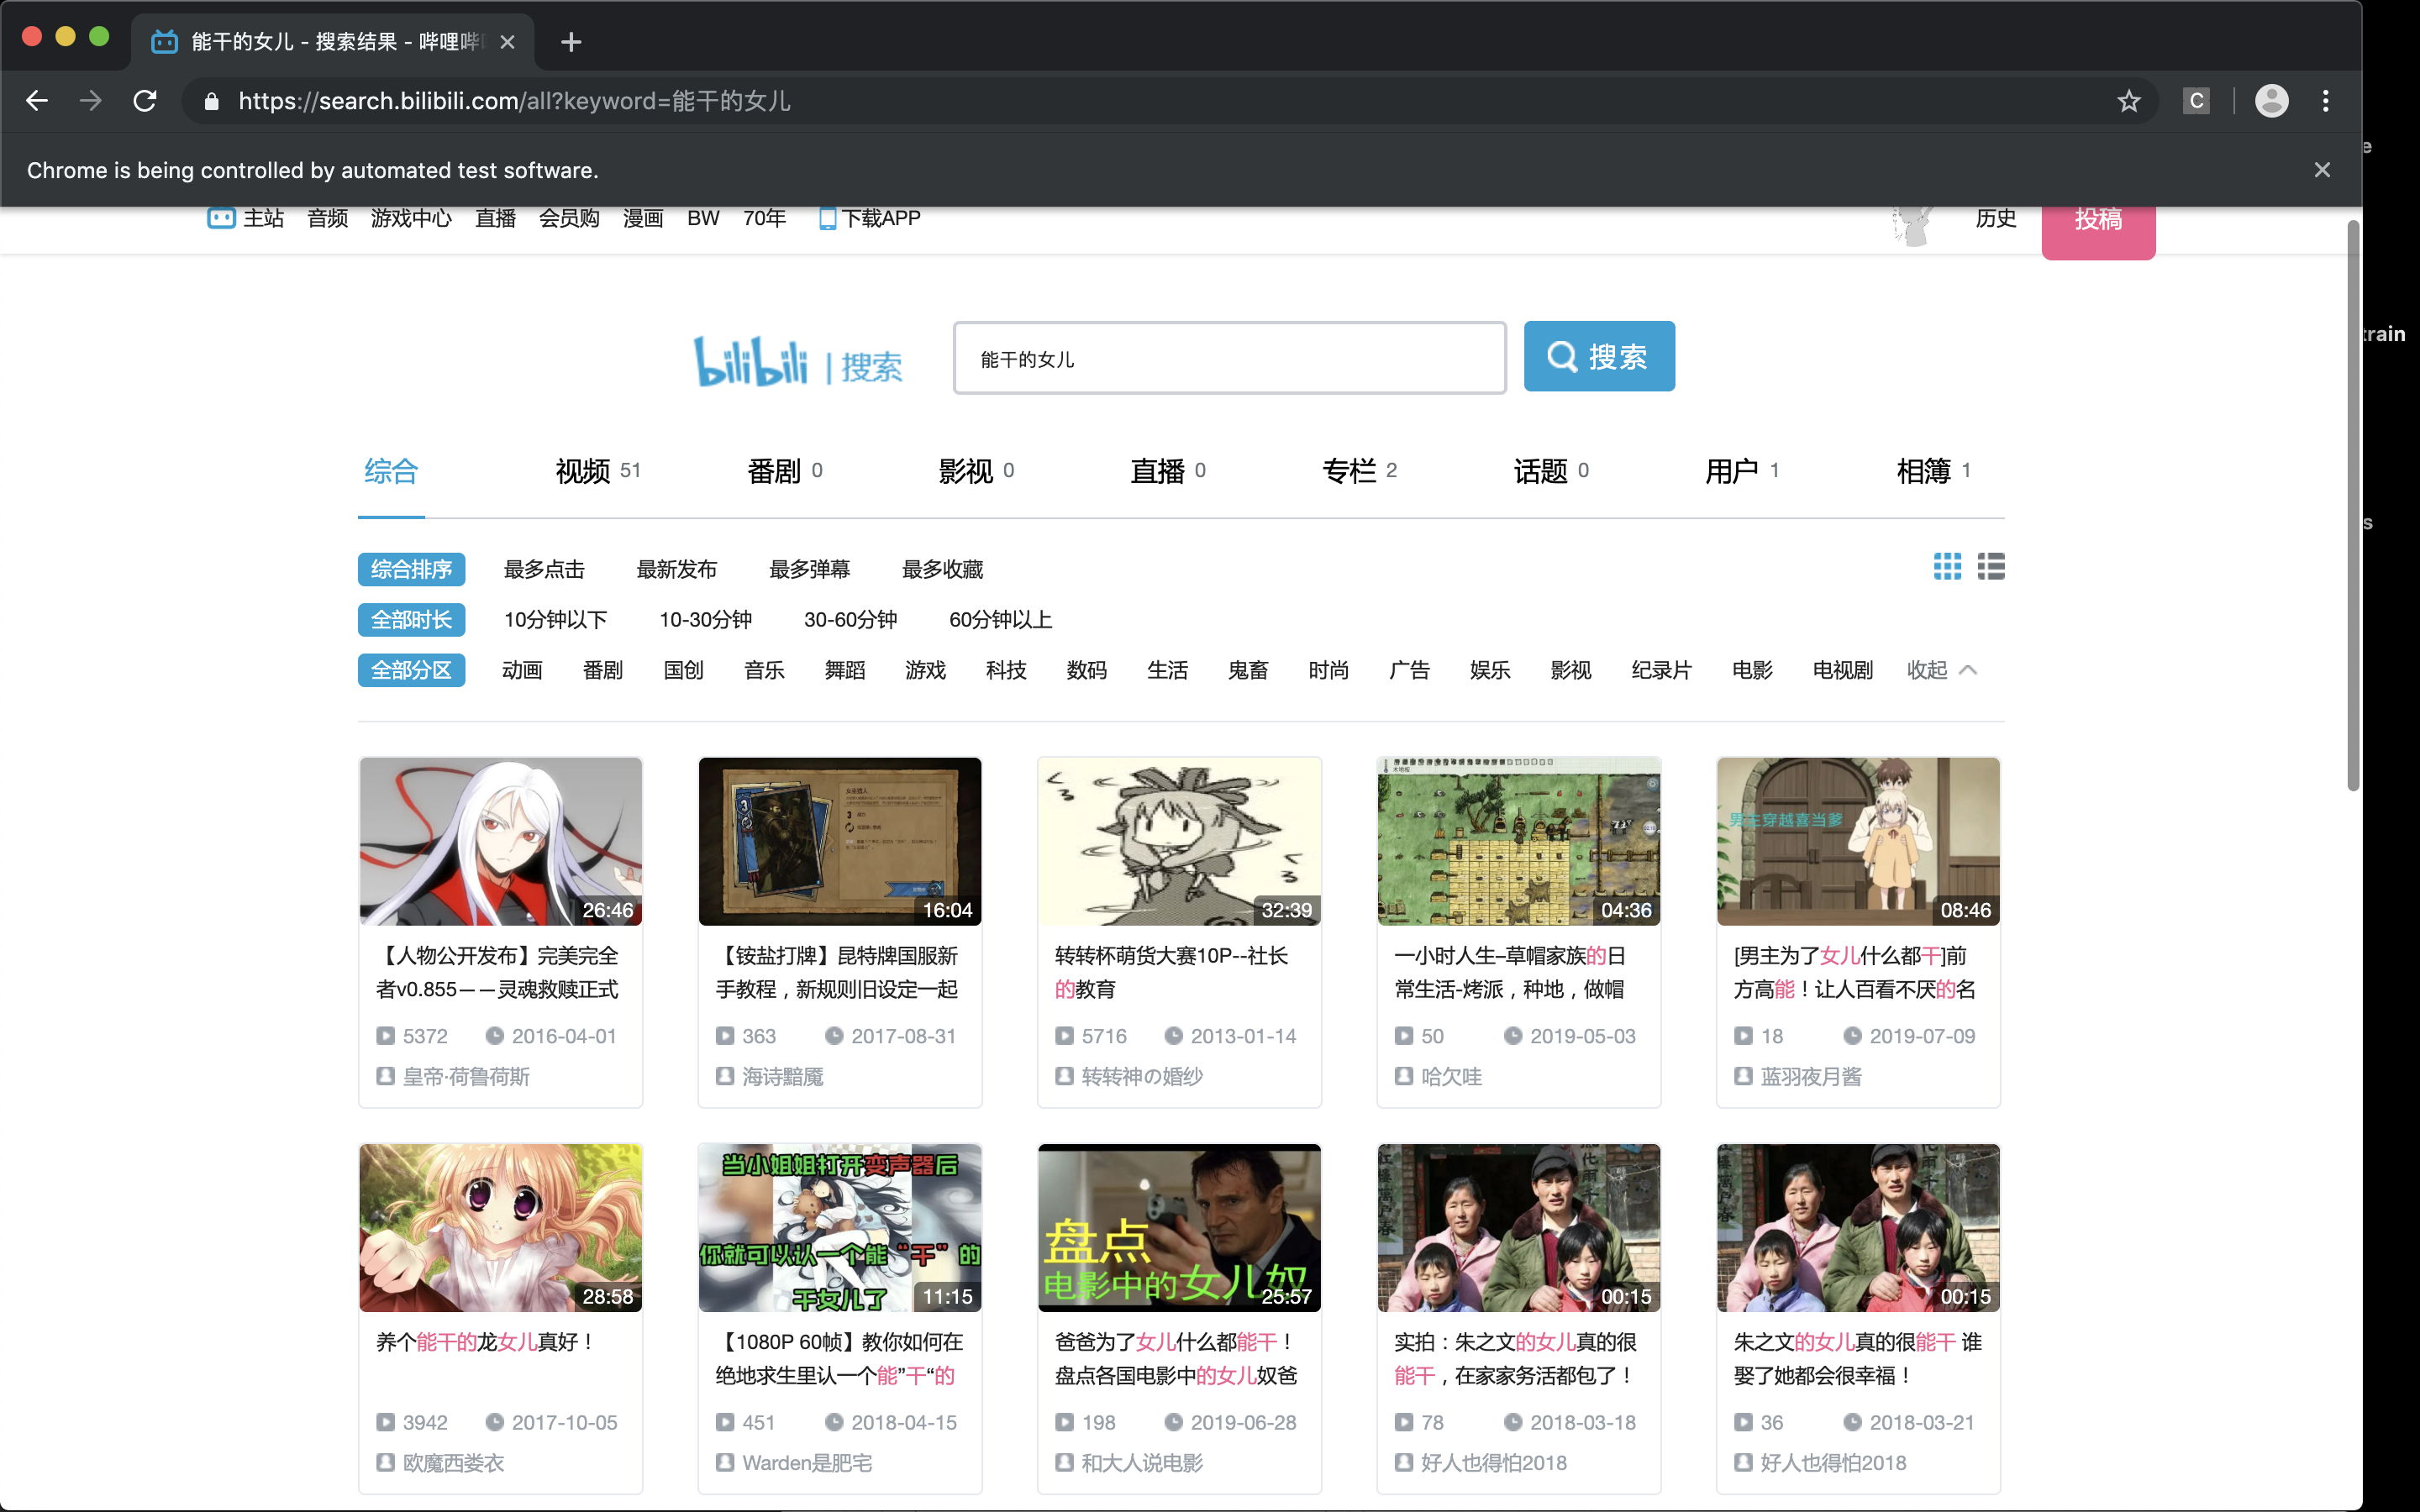 能干的女儿 - 搜索结果 - 哔哩哔
https://search.bilibili.com/all?keyword=能干的女儿
C
Chrome is being controlled by automated test software.
e
train
s
主站 音频 游戏中心 直播 会员购 漫画 BW 70年 下载APP 历史 投稿
bilibili | 搜索
能干的女儿
搜索
综合 视频 51 番剧 0 影视 0 直播 0 专栏 2 话题 0 用户 1 相簿 1
综合排序 最多点击 最新发布 最多弹幕 最多收藏
全部时长 10分钟以下 10-30分钟 30-60分钟 60分钟以上
全部分区 动画 番剧 国创 音乐 舞蹈 游戏 科技 数码 生活 鬼畜 时尚 广告 娱乐 影视 纪录片 电影 电视剧 收起
26:46
【人物公开发布】完美完全
者v0.855——灵魂救赎正式
5372 2016-04-01
皇帝·荷鲁荷斯
16:04
【铵盐打牌】昆特牌国服新
手教程，新规则旧设定一起
363 2017-08-31
海诗黯魇
32:39
转转杯萌货大赛10P--社长
的教育
5716 2013-01-14
转转神の婚纱
04:36
一小时人生–草帽家族的日
常生活-烤派，种地，做帽
50 2019-05-03
哈欠哇
男主穿越喜当爹
08:46
[男主为了女儿什么都干]前
方高能！让人百看不厌的名
18 2019-07-09
蓝羽夜月酱
28:58
养个能干的龙女儿真好！
3942 2017-10-05
欧魔西娄衣
当小姐姐打开变声器后
你就可以认一个能“干”的
干女儿了
11:15
【1080P 60帧】教你如何在
绝地求生里认一个能”干“的
451 2018-04-15
Warden是肥宅
盘点
电影中的女儿奴
25:57
爸爸为了女儿什么都能干！
盘点各国电影中的女儿奴爸
198 2019-06-28
和大人说电影
00:15
实拍：朱之文的女儿真的很
能干，在家家务活都包了！
78 2018-03-18
好人也得怕2018
00:15
朱之文的女儿真的很能干 谁
娶了她都会很幸福！
36 2018-03-21
好人也得怕2018